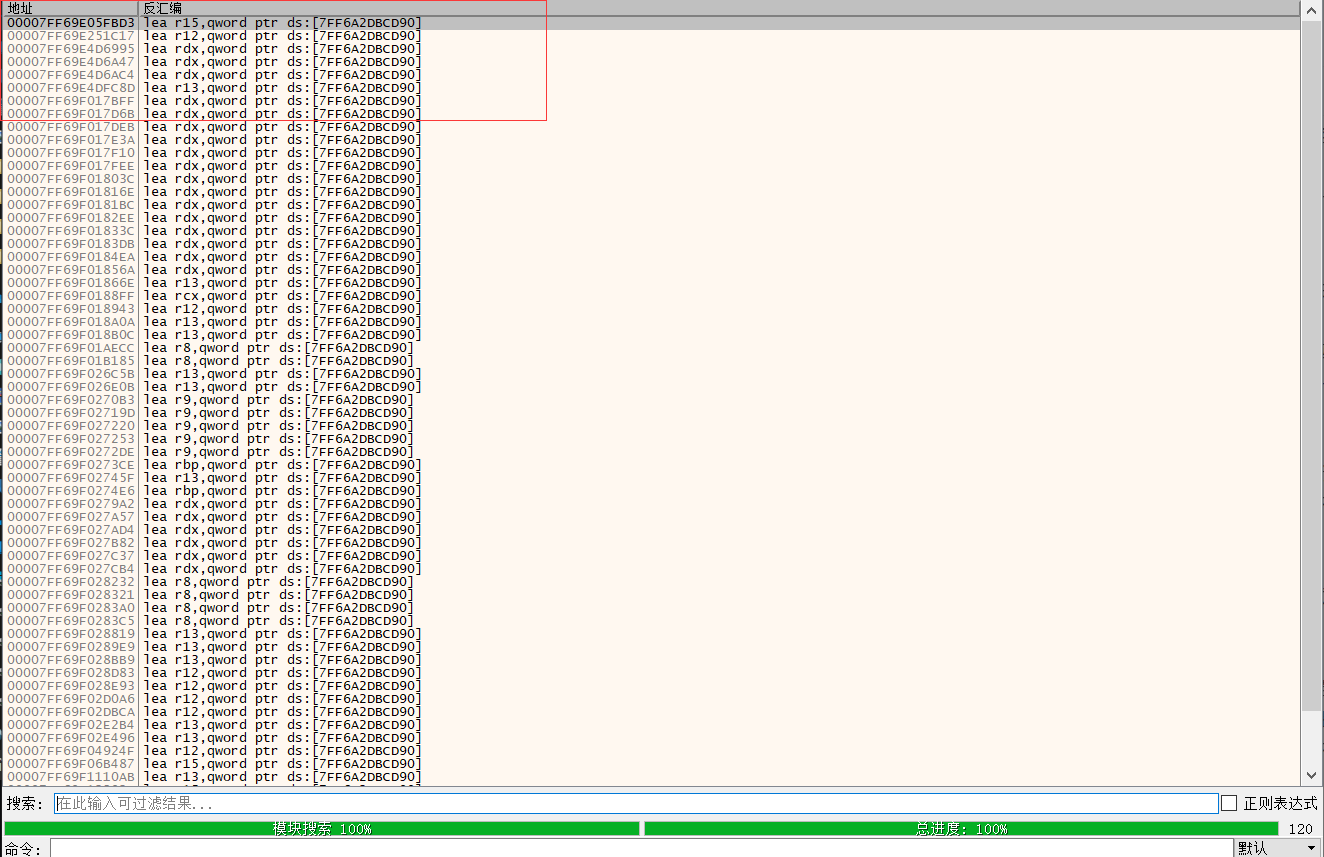 地址 反汇编
00007FF69E05FBD3 lea r15,qword ptr ds:[7FF6A2DBCD90]
00007FF69E251C17 lea r12,qword ptr ds:[7FF6A2DBCD90]
00007FF69E4D6995 lea rdx,qword ptr ds:[7FF6A2DBCD90]
00007FF69E4D6A47 lea rdx,qword ptr ds:[7FF6A2DBCD90]
00007FF69E4D6AC4 lea rdx,qword ptr ds:[7FF6A2DBCD90]
00007FF69E4DFC8D lea r13,qword ptr ds:[7FF6A2DBCD90]
00007FF69F017BFF lea rdx,qword ptr ds:[7FF6A2DBCD90]
00007FF69F017D6B lea rdx,qword ptr ds:[7FF6A2DBCD90]
00007FF69F017DEB lea rdx,qword ptr ds:[7FF6A2DBCD90]
00007FF69F017E3A lea rdx,qword ptr ds:[7FF6A2DBCD90]
00007FF69F017F10 lea rdx,qword ptr ds:[7FF6A2DBCD90]
00007FF69F017FEE lea rdx,qword ptr ds:[7FF6A2DBCD90]
00007FF69F01803C lea rdx,qword ptr ds:[7FF6A2DBCD90]
00007FF69F01816E lea rdx,qword ptr ds:[7FF6A2DBCD90]
00007FF69F0181BC lea rdx,qword ptr ds:[7FF6A2DBCD90]
00007FF69F0182EE lea rdx,qword ptr ds:[7FF6A2DBCD90]
00007FF69F01833C lea rdx,qword ptr ds:[7FF6A2DBCD90]
00007FF69F0183DB lea rdx,qword ptr ds:[7FF6A2DBCD90]
00007FF69F0184EA lea rdx,qword ptr ds:[7FF6A2DBCD90]
00007FF69F01856A lea rdx,qword ptr ds:[7FF6A2DBCD90]
00007FF69F01866E lea r13,qword ptr ds:[7FF6A2DBCD90]
00007FF69F0188FF lea rcx,qword ptr ds:[7FF6A2DBCD90]
00007FF69F018943 lea r12,qword ptr ds:[7FF6A2DBCD90]
00007FF69F018A0A lea r13,qword ptr ds:[7FF6A2DBCD90]
00007FF69F018B0C lea r13,qword ptr ds:[7FF6A2DBCD90]
00007FF69F01AECC lea r8,qword ptr ds:[7FF6A2DBCD90]
00007FF69F01B185 lea r8,qword ptr ds:[7FF6A2DBCD90]
00007FF69F026C5B lea r13,qword ptr ds:[7FF6A2DBCD90]
00007FF69F026E0B lea r13,qword ptr ds:[7FF6A2DBCD90]
00007FF69F0270B3 lea r9,qword ptr ds:[7FF6A2DBCD90]
00007FF69F02719D lea r9,qword ptr ds:[7FF6A2DBCD90]
00007FF69F027220 lea r9,qword ptr ds:[7FF6A2DBCD90]
00007FF69F027253 lea r9,qword ptr ds:[7FF6A2DBCD90]
00007FF69F0272DE lea r9,qword ptr ds:[7FF6A2DBCD90]
00007FF69F0273CE lea rbp,qword ptr ds:[7FF6A2DBCD90]
00007FF69F02745F lea r13,qword ptr ds:[7FF6A2DBCD90]
00007FF69F0274E6 lea rbp,qword ptr ds:[7FF6A2DBCD90]
00007FF69F0279A2 lea rdx,qword ptr ds:[7FF6A2DBCD90]
00007FF69F027A57 lea rdx,qword ptr ds:[7FF6A2DBCD90]
00007FF69F027AD4 lea rdx,qword ptr ds:[7FF6A2DBCD90]
00007FF69F027B82 lea rdx,qword ptr ds:[7FF6A2DBCD90]
00007FF69F027C37 lea rdx,qword ptr ds:[7FF6A2DBCD90]
00007FF69F027CB4 lea rdx,qword ptr ds:[7FF6A2DBCD90]
00007FF69F028232 lea r8,qword ptr ds:[7FF6A2DBCD90]
00007FF69F028321 lea r8,qword ptr ds:[7FF6A2DBCD90]
00007FF69F0283A0 lea r8,qword ptr ds:[7FF6A2DBCD90]
00007FF69F0283C5 lea r8,qword ptr ds:[7FF6A2DBCD90]
00007FF69F028819 lea r13,qword ptr ds:[7FF6A2DBCD90]
00007FF69F0289E9 lea r13,qword ptr ds:[7FF6A2DBCD90]
00007FF69F028BB9 lea r13,qword ptr ds:[7FF6A2DBCD90]
00007FF69F028D83 lea r12,qword ptr ds:[7FF6A2DBCD90]
00007FF69F028E93 lea r12,qword ptr ds:[7FF6A2DBCD90]
00007FF69F02D0A6 lea r12,qword ptr ds:[7FF6A2DBCD90]
00007FF69F02DBCA lea r12,qword ptr ds:[7FF6A2DBCD90]
00007FF69F02E2B4 lea r13,qword ptr ds:[7FF6A2DBCD90]
00007FF69F02E496 lea r13,qword ptr ds:[7FF6A2DBCD90]
00007FF69F04924F lea r12,qword ptr ds:[7FF6A2DBCD90]
00007FF69F06B487 lea r15,qword ptr ds:[7FF6A2DBCD90]
00007FF69F1110AB lea r13,qword ptr ds:[7FF6A2DBCD90]
搜索: 在此输入可过滤结果... 正则表达式
模块搜索 100% 总进度: 100% 120
命令: 默认